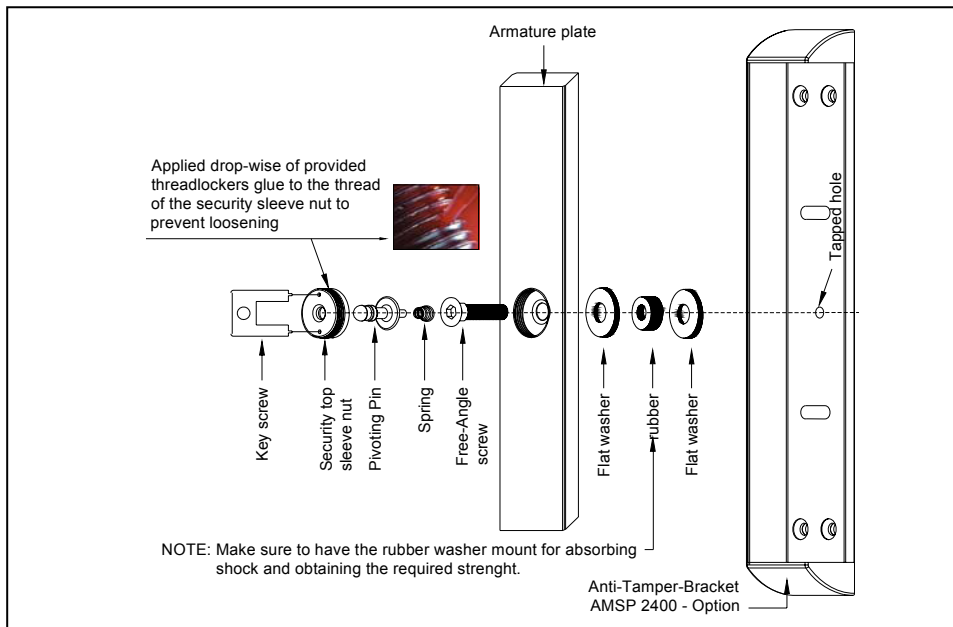 Armature plate
Applied drop-wise of provided
threadlockers glue to the thread
of the security sleeve nut to
prevent loosening
Tapped hole
Key screw
Security top
sleeve nut
Pivoting Pin
Spring
Free-Angle
screw
Flat washer
rubber
Flat washer
NOTE: Make sure to have the rubber washer mount for absorbing
shock and obtaining the required strenght.
Anti-Tamper-Bracket
AMSP 2400 - Option